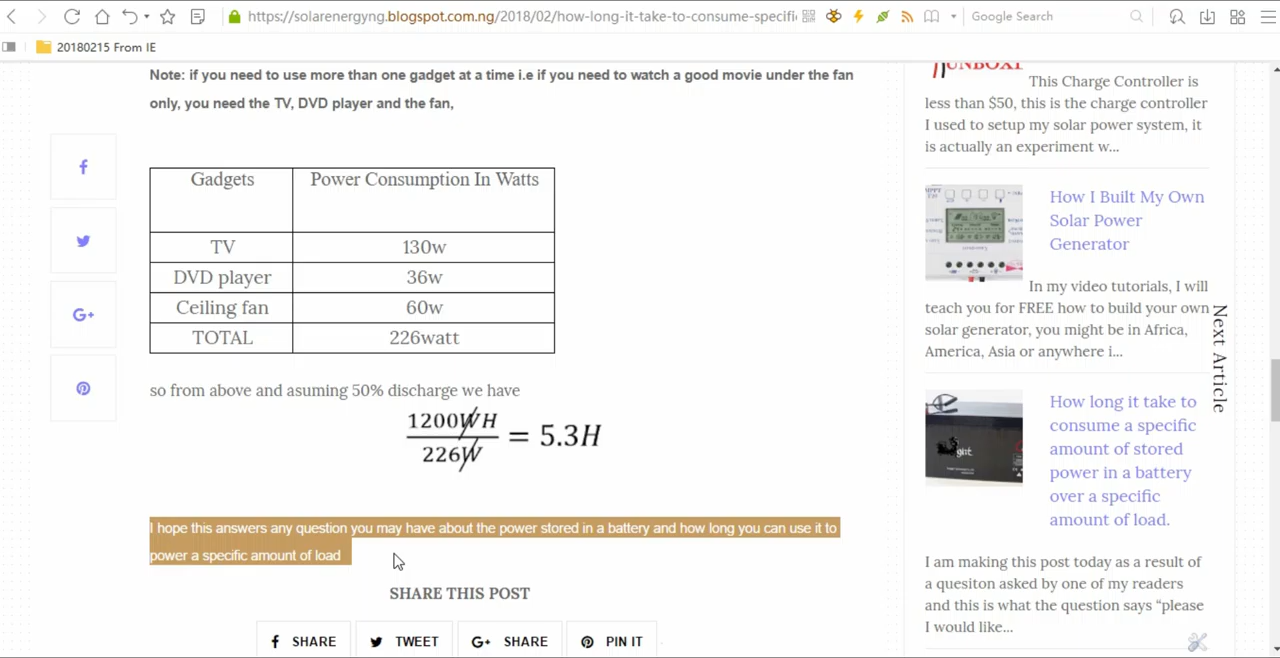 https://solarenergyng.blogspot.com.ng/2018/02/how-long-it-take-to-consume-specifi
Google Search
20180215 From IE
Note: if you need to use more than one gadget at a time i.e if you need to watch a good movie under the fan
only, you need the TV, DVD player and the fan,
Gadgets Power Consumption In Watts
TV 130w
DVD player 36w
Ceiling fan 60w
TOTAL 226watt
so from above and asuming 50% discharge we have
1200WH
226W
= 5.3H
I hope this answers any question you may have about the power stored in a battery and how long you can use it to
power a specific amount of load
SHARE THIS POST
SHARE
TWEET
G+ SHARE
PIN IT
G+
This Charge Controller is
less than $50, this is the charge controller
I used to setup my solar power system, it
is actually an experiment w...
How I Built My Own
Solar Power
Generator
In my video tutorials, I will
teach you for FREE how to build your own
solar generator, you might be in Africa,
America, Asia or anywhere i...
How long it take to
consume a specific
amount of stored
power in a battery
over a specific
amount of load.
I am making this post today as a result of
a quesiton asked by one of my readers
and this is what the question says “please
I would like...
Next Article